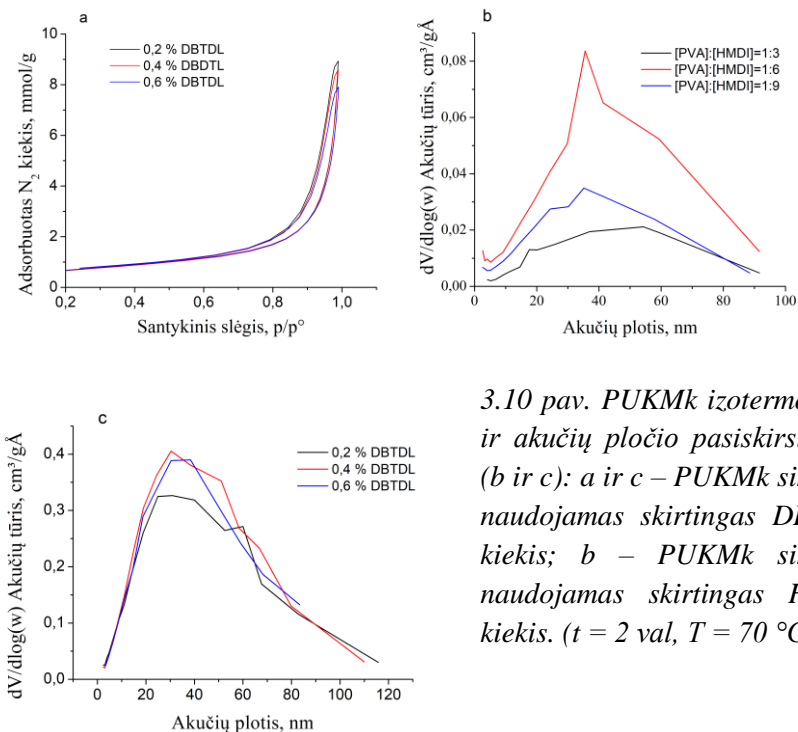 a
0,2 % DBTDL
0,4 % DBDTL
0,6 % DBTDL
Adsorbuotas N₂ kiekis, mmol/g
10
8
6
4
2
0
0,2
0,4
0,6
0,8
1,0
Santykinis slėgis, p/p°
b
[PVA]:[HMDI]=1:3
[PVA]:[HMDI]=1:6
[PVA]:[HMDI]=1:9
dV/dlog(w) Akučių tūris, cm³/gÅ
0,08
0,06
0,04
0,02
0,00
0
20
40
60
80
100
Akučių plotis, nm
c
0,2 % DBTDL
0,4 % DBTDL
0,6 % DBTDL
dV/dlog(w) Akučių tūris, cm³/gÅ
0,4
0,3
0,2
0,1
0,0
0
20
40
60
80
100
120
Akučių plotis, nm
3.10 pav. PUKMk
ir akučių pločio
(b ir c): a ir c – PUKMk
naudojamas skirtingas
kiekis; b – PUKMk
naudojamas skirtingas
kiekis. (t = 2 val, T = 70 °C